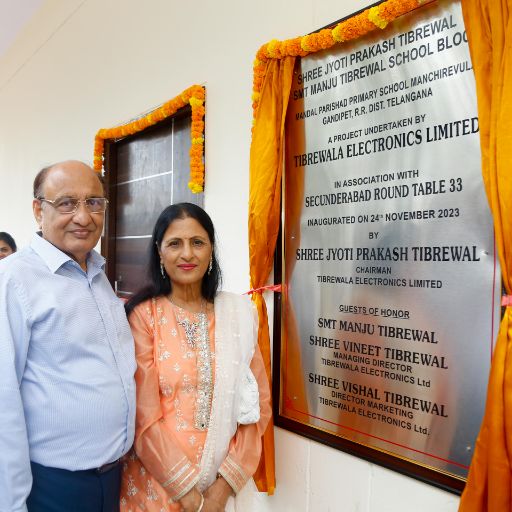 SHREE JYOTI PRAKASH TIBREWAL
SMT MANJU TIBREWAL SCHOOL BLOC
MANDAL PARISHAD PRIMARY SCHOOL MANCHIREVULA
GANDIPET, R.R. DIST. TELANGANA
A PROJECT UNDERTAKEN BY
TIBREWALA ELECTRONICS LIMITED
IN ASSOCIATION WITH
SECUNDERABAD ROUND TABLE 33
INAUGURATED ON 24th NOVEMBER 2023
BY
SHREE JYOTI PRAKASH TIBREWAL
CHAIRMAN
TIBREWALA ELECTRONICS LIMITED
GUESTS OF HONOR
SMT MANJU TIBREWAL
SHREE VINEET TIBREWAL
MANAGING DIRECTOR
TIBREWALA ELECTRONICS Ltd
SHREE VISHAL TIBREWAL
DIRECTOR MARKETING
TIBREWALA ELECTRONICS Ltd.